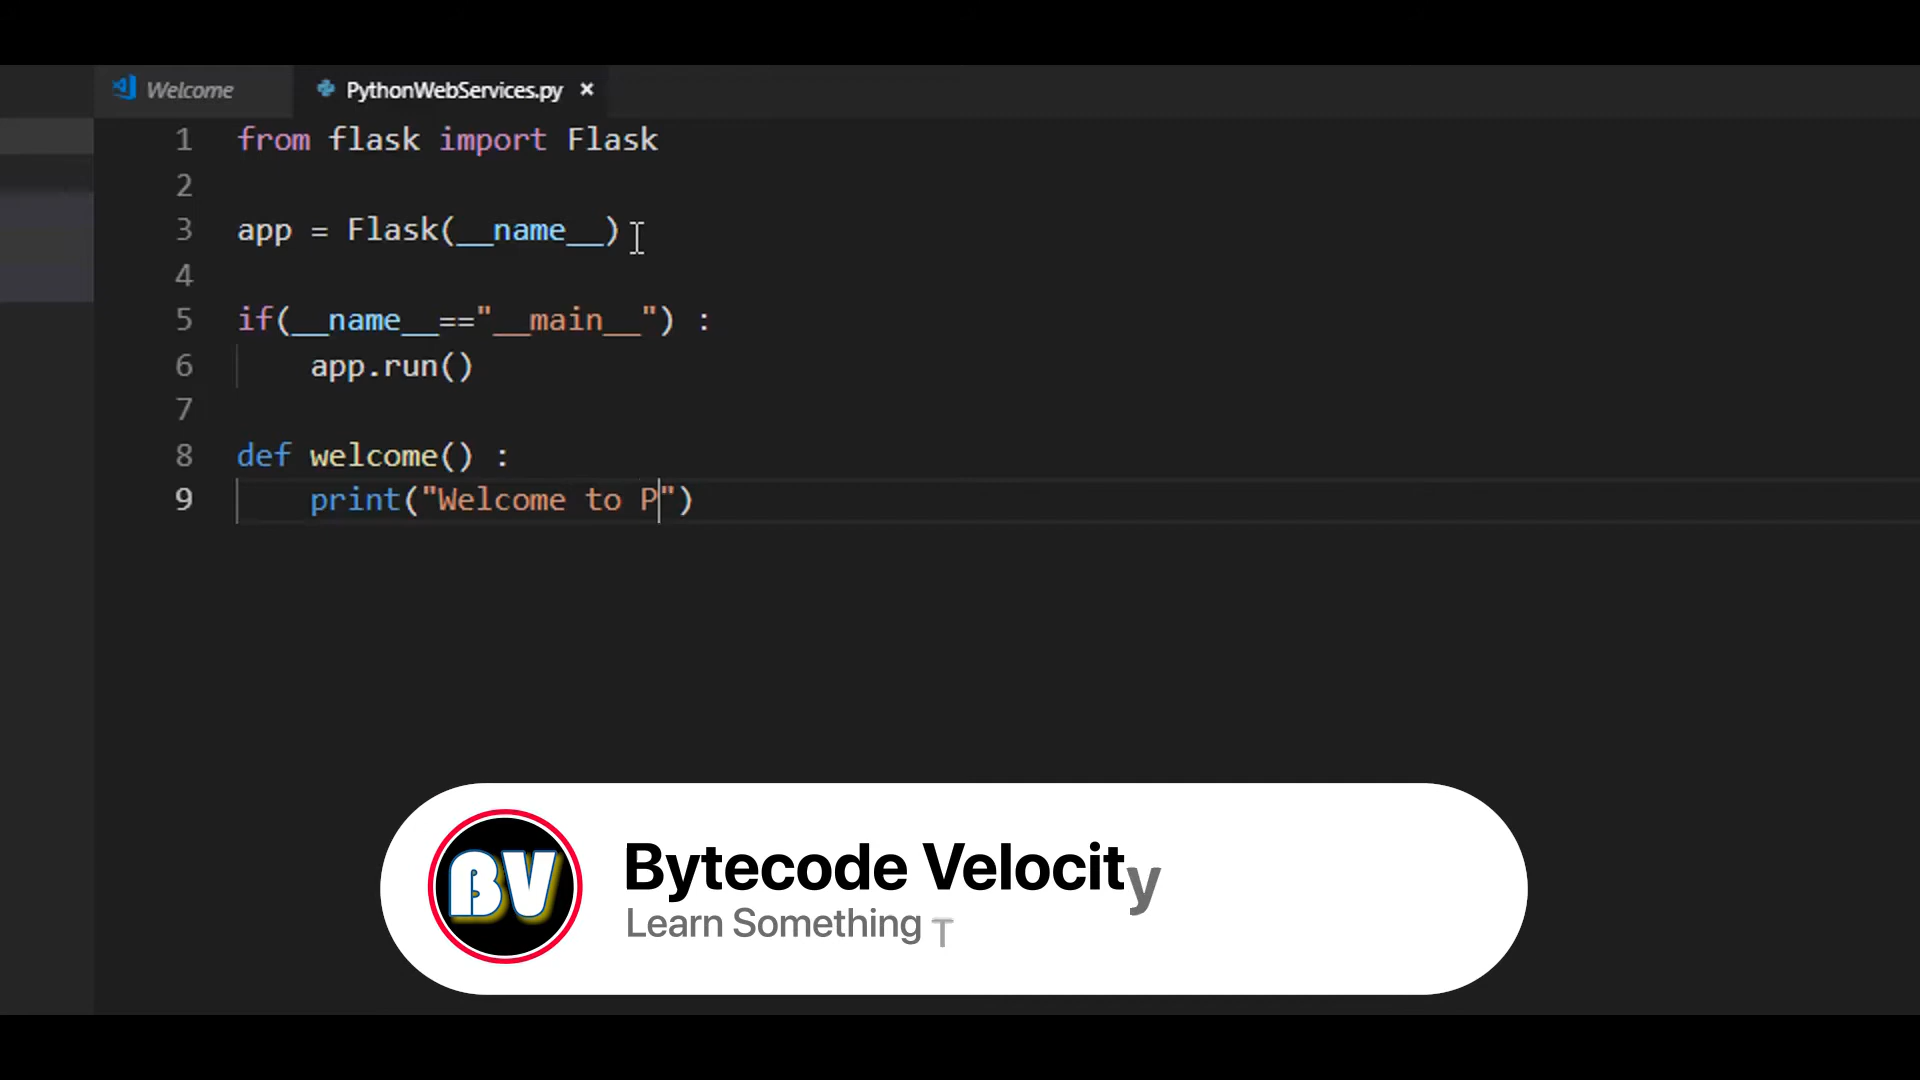 Welcome
PythonWebServices.py ×
1 from flask import Flask
2
3 app = Flask(__name__)
4
5 if(__name__=="__main__") :
6     app.run()
7
8 def welcome() :
9     print("Welcome to P")
BV
Bytecode Velocity
Learn Something T